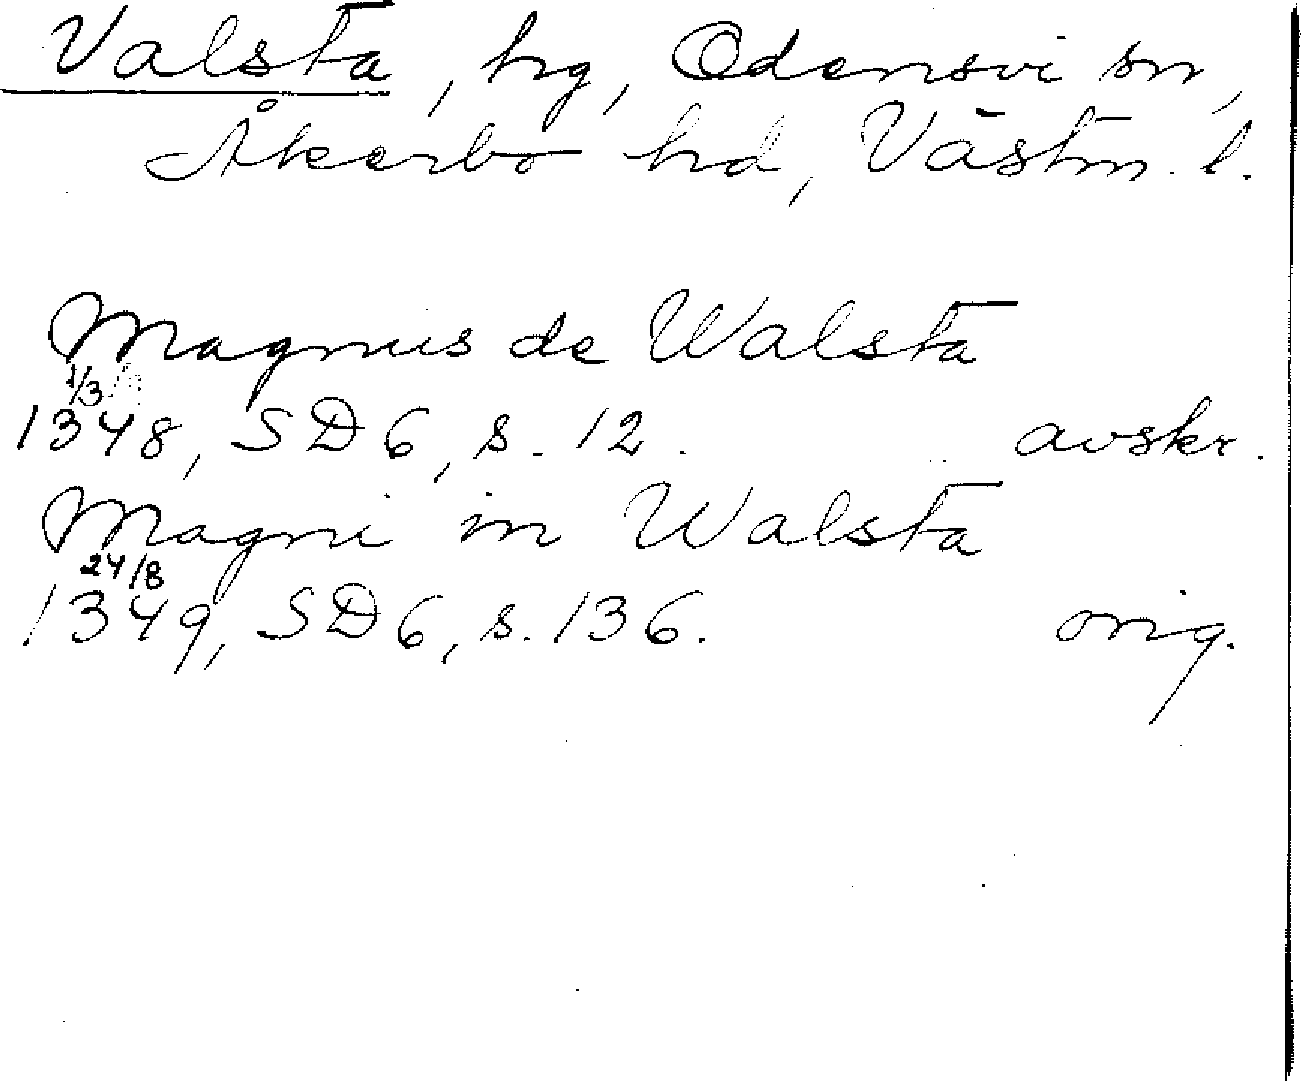 Valsta, hg, Odensvi sn,
Åkerbo hd, Västm. l.
Magnus de Walsta
1/3
1348, SD 6, s. 12. avskr.
Magni in Walsta
24/8
1349, SD 6, s. 136. orig.